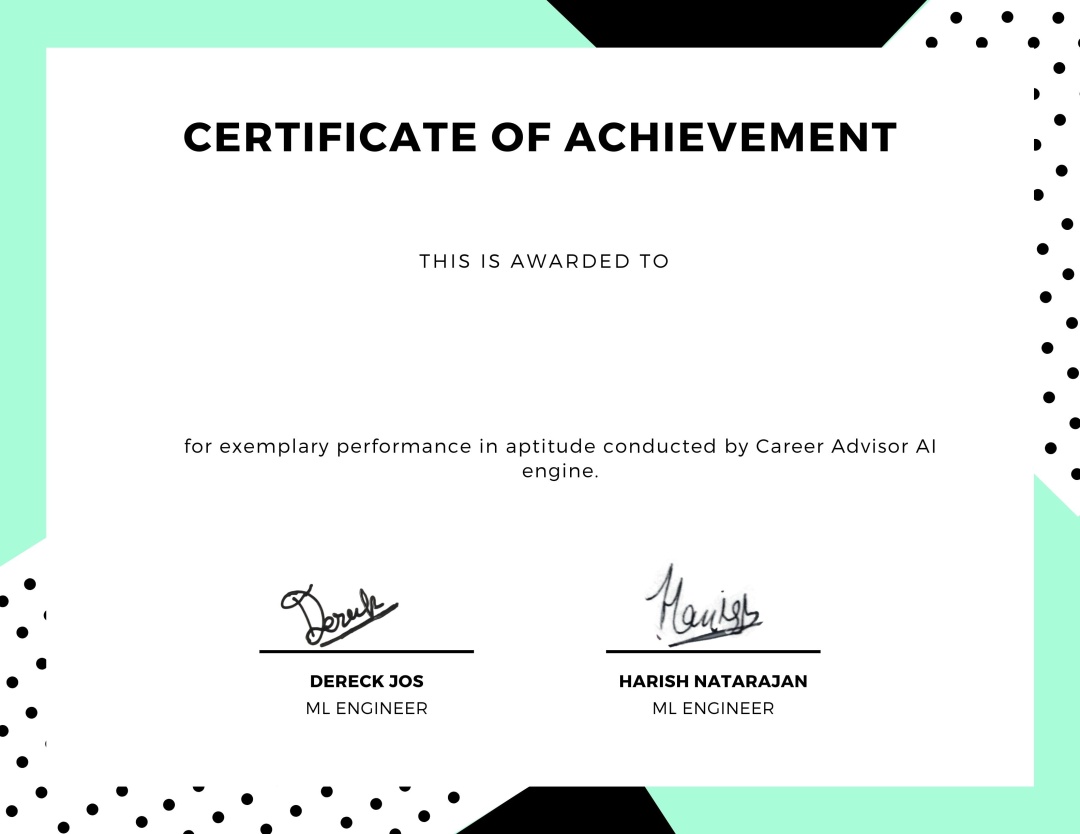 CERTIFICATE OF ACHIEVEMENT
THIS IS AWARDED TO
for exemplary performance in aptitude conducted by Career Advisor AI
engine.
Dereck Harish
DERECK JOS HARISH NATARAJAN
ML ENGINEER ML ENGINEER